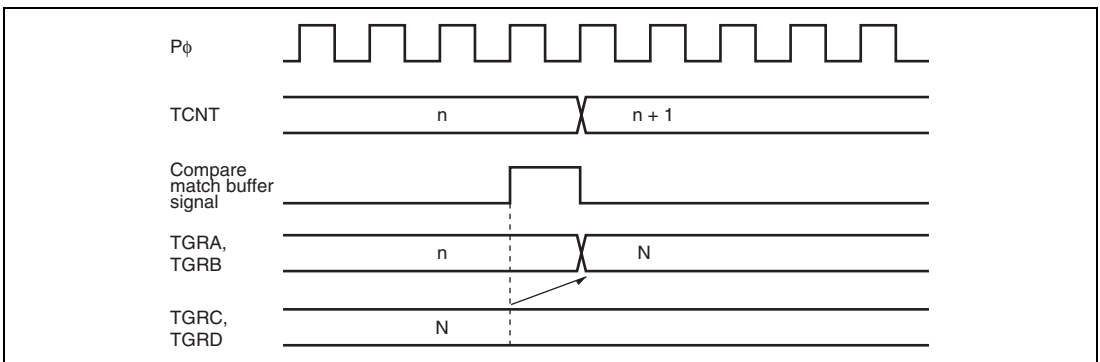 Pϕ
TCNT
n
n + 1
Compare
match buffer
signal
TGRA,
TGRB
n
N
TGRC,
TGRD
N